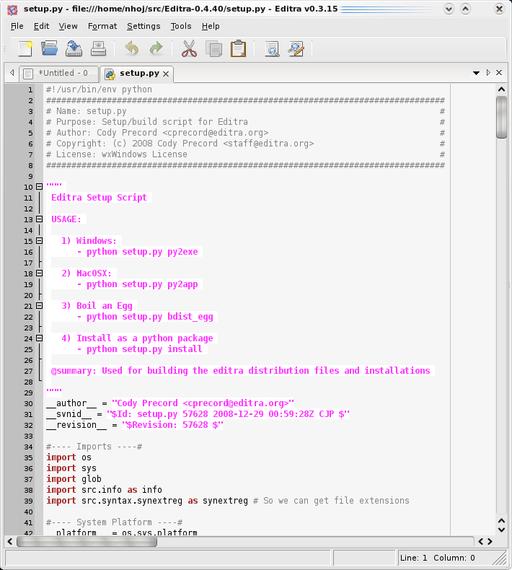 setup.py - file:///home/nhoj/src/Editra-0.4.40/setup.py - Editra v0.3.15
File Edit View Format Settings Tools Help
*Untitled - 0 setup.py
1 #!/usr/bin/env python
2 ###############################################################################
3 # Name: setup.py #
4 # Purpose: Setup/build script for Editra #
5 # Author: Cody Precord <cprecord@editra.org> #
6 # Copyright: (c) 2008 Cody Precord <staff@editra.org> #
7 # License: wxWindows License #
8 ###############################################################################
9
10 """
11 Editra Setup Script
12
13 USAGE:
14
15 1) Windows:
16 - python setup.py py2exe
17
18 2) MacOSX:
19 - python setup.py py2app
20
21 3) Boil an Egg
22 - python setup.py bdist_egg
23
24 4) Install as a python package
25 - python setup.py install
26
27 @summary: Used for building the editra distribution files and installations
28
29 """
30 __author__ = "Cody Precord <cprecord@editra.org>"
31 __svnid__ = "$Id: setup.py 57628 2008-12-29 00:59:28Z CJP $"
32 __revision__ = "$Revision: 57628 $"
33
34 #---- Imports ----#
35 import os
36 import sys
37 import glob
38 import src.info as info
39 import src.syntax.synextreg as synextreg # So we can get file extensions
40
41 #---- System Platform ----#
42 __platform__ = os.sys.platform
Line: 1 Column: 0